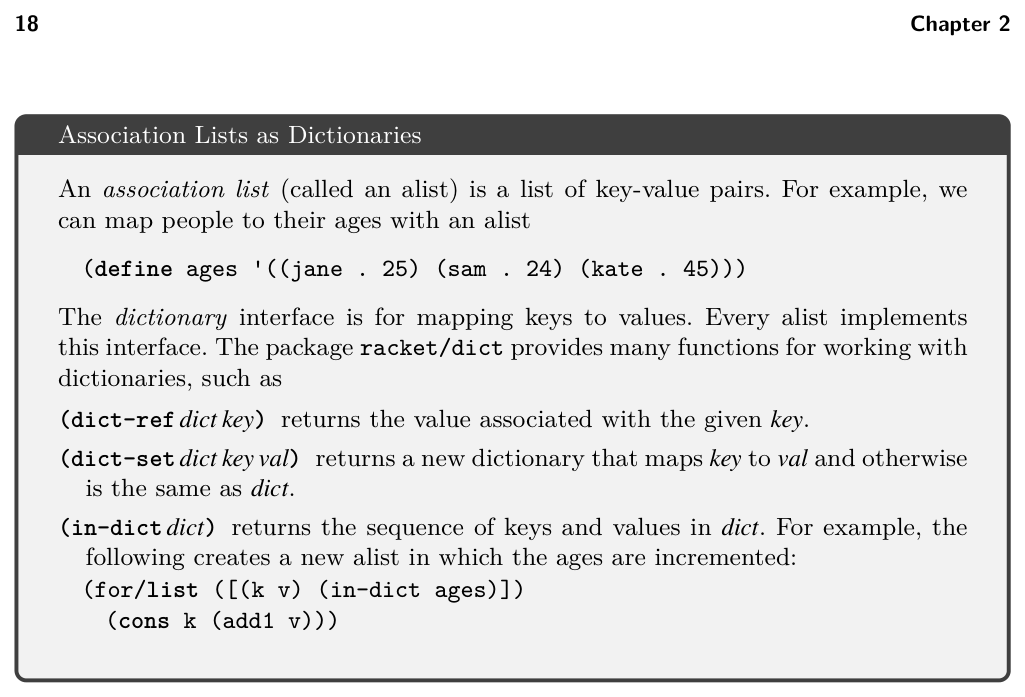 18 Chapter 2
Association Lists as Dictionaries
An association list (called an alist) is a list of key-value pairs. For example, we
can map people to their ages with an alist
(define ages '((jane . 25) (sam . 24) (kate . 45)))
The dictionary interface is for mapping keys to values. Every alist implements
this interface. The package racket/dict provides many functions for working with
dictionaries, such as
(dict-ref dict key) returns the value associated with the given key.
(dict-set dict key val) returns a new dictionary that maps key to val and otherwise
is the same as dict.
(in-dict dict) returns the sequence of keys and values in dict. For example, the
following creates a new alist in which the ages are incremented:
(for/list ([(k v) (in-dict ages)])
(cons k (add1 v)))